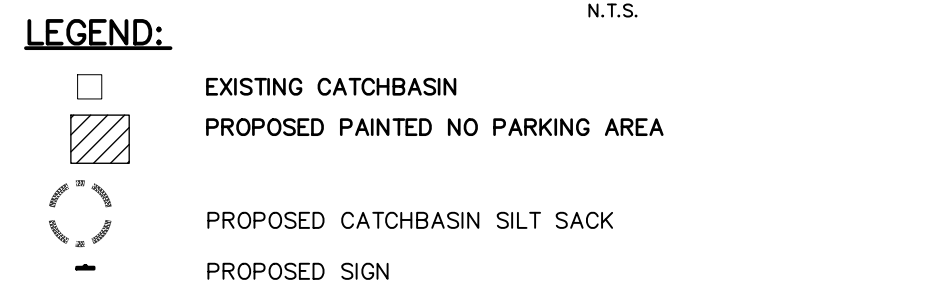 N.T.S.
LEGEND:
EXISTING CATCHBASIN
PROPOSED PAINTED NO PARKING AREA
PROPOSED CATCHBASIN SILT SACK
PROPOSED SIGN